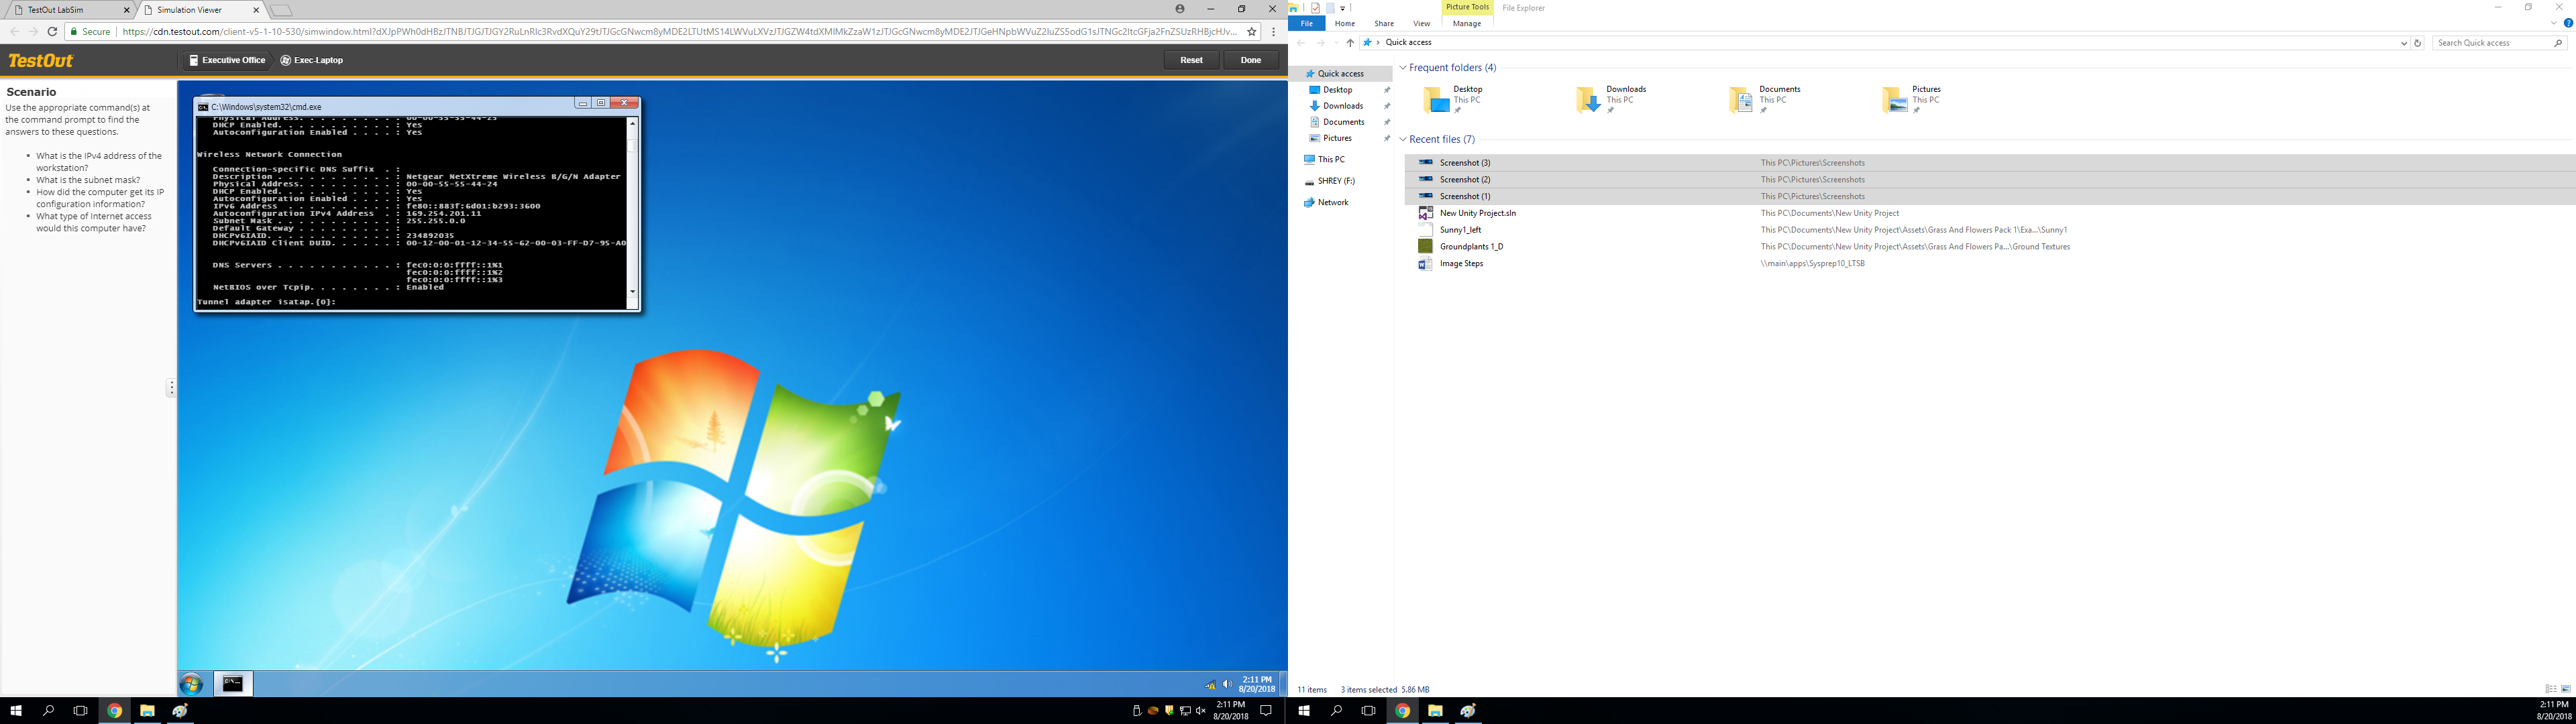 TestOut LabSim
Simulation Viewer
Secure
TestOut
Executive Office
Exec-Laptop
Reset
Done
Scenario
Use the appropriate command(s) at
the command prompt to find the
answers to these questions.
What is the IPv4 address of the
workstation?
What is the subnet mask?
How did the computer get its IP
configuration information?
What type of Internet access
would this computer have?
C:\Windows\system32\cmd.exe
Physical Address. . . . . . . . . . . : 00-00-55-55-44-23
DHCP Enabled. . . . . . . . . . . : Yes
Autoconfiguration Enabled . . . . : Yes
Wireless Network Connection
Connection-specific DNS Suffix . :
Description . . . . . . . . . . . : Netgear NetXtreme Wireless B/G/N Adapter
Physical Address. . . . . . . . . : 00-00-55-55-44-24
DHCP Enabled. . . . . . . . . . . : Yes
Autoconfiguration Enabled . . . . : Yes
IPv6 Address . . . . . . . . . . : fe80::883f:6d01:b293:3600
Autoconfiguration IPv4 Address . : 169.254.201.11
Subnet Mask . . . . . . . . . . . : 255.255.0.0
Default Gateway . . . . . . . . . :
DHCPv6IAID. . . . . . . . . . . . : 234892035
DHCPv6IAID Client DUID. . . . . . : 00-12-00-01-12-34-55-62-00-03-FF-D7-95-A0
DNS Servers . . . . . . . . . . . : fec0:0:0:ffff::1%1
fec0:0:0:ffff::1%2
fec0:0:0:ffff::1%3
NetBIOS over Tcpip. . . . . . . . : Enabled
Tunnel adapter isatap.{0}:
2:11 PM
8/20/2018
2:11 PM
8/20/2018
Picture Tools
File Explorer
File
Home
Share
View
Manage
Quick access
Search Quick access
Quick access
Desktop
Downloads
Documents
Pictures
This PC
SHREY (F:)
Network
Frequent folders (4)
Desktop
This PC
Downloads
This PC
Documents
This PC
Pictures
This PC
Recent files (7)
Screenshot (3) This PC\Pictures\Screenshots
Screenshot (2) This PC\Pictures\Screenshots
Screenshot (1) This PC\Pictures\Screenshots
New Unity Project.sln This PC\Documents\New Unity Project
Sunny1_left This PC\Documents\New Unity Project\Assets\Grass And Flowers Pack 1\Exa...\Sunny1
Groundplants 1_D This PC\Documents\New Unity Project\Assets\Grass And Flowers Pa...\Ground Textures
Image Steps \\main\apps\Sysprep10_LTSB
11 items 3 items selected 5.86 MB
2:11 PM
8/20/2018